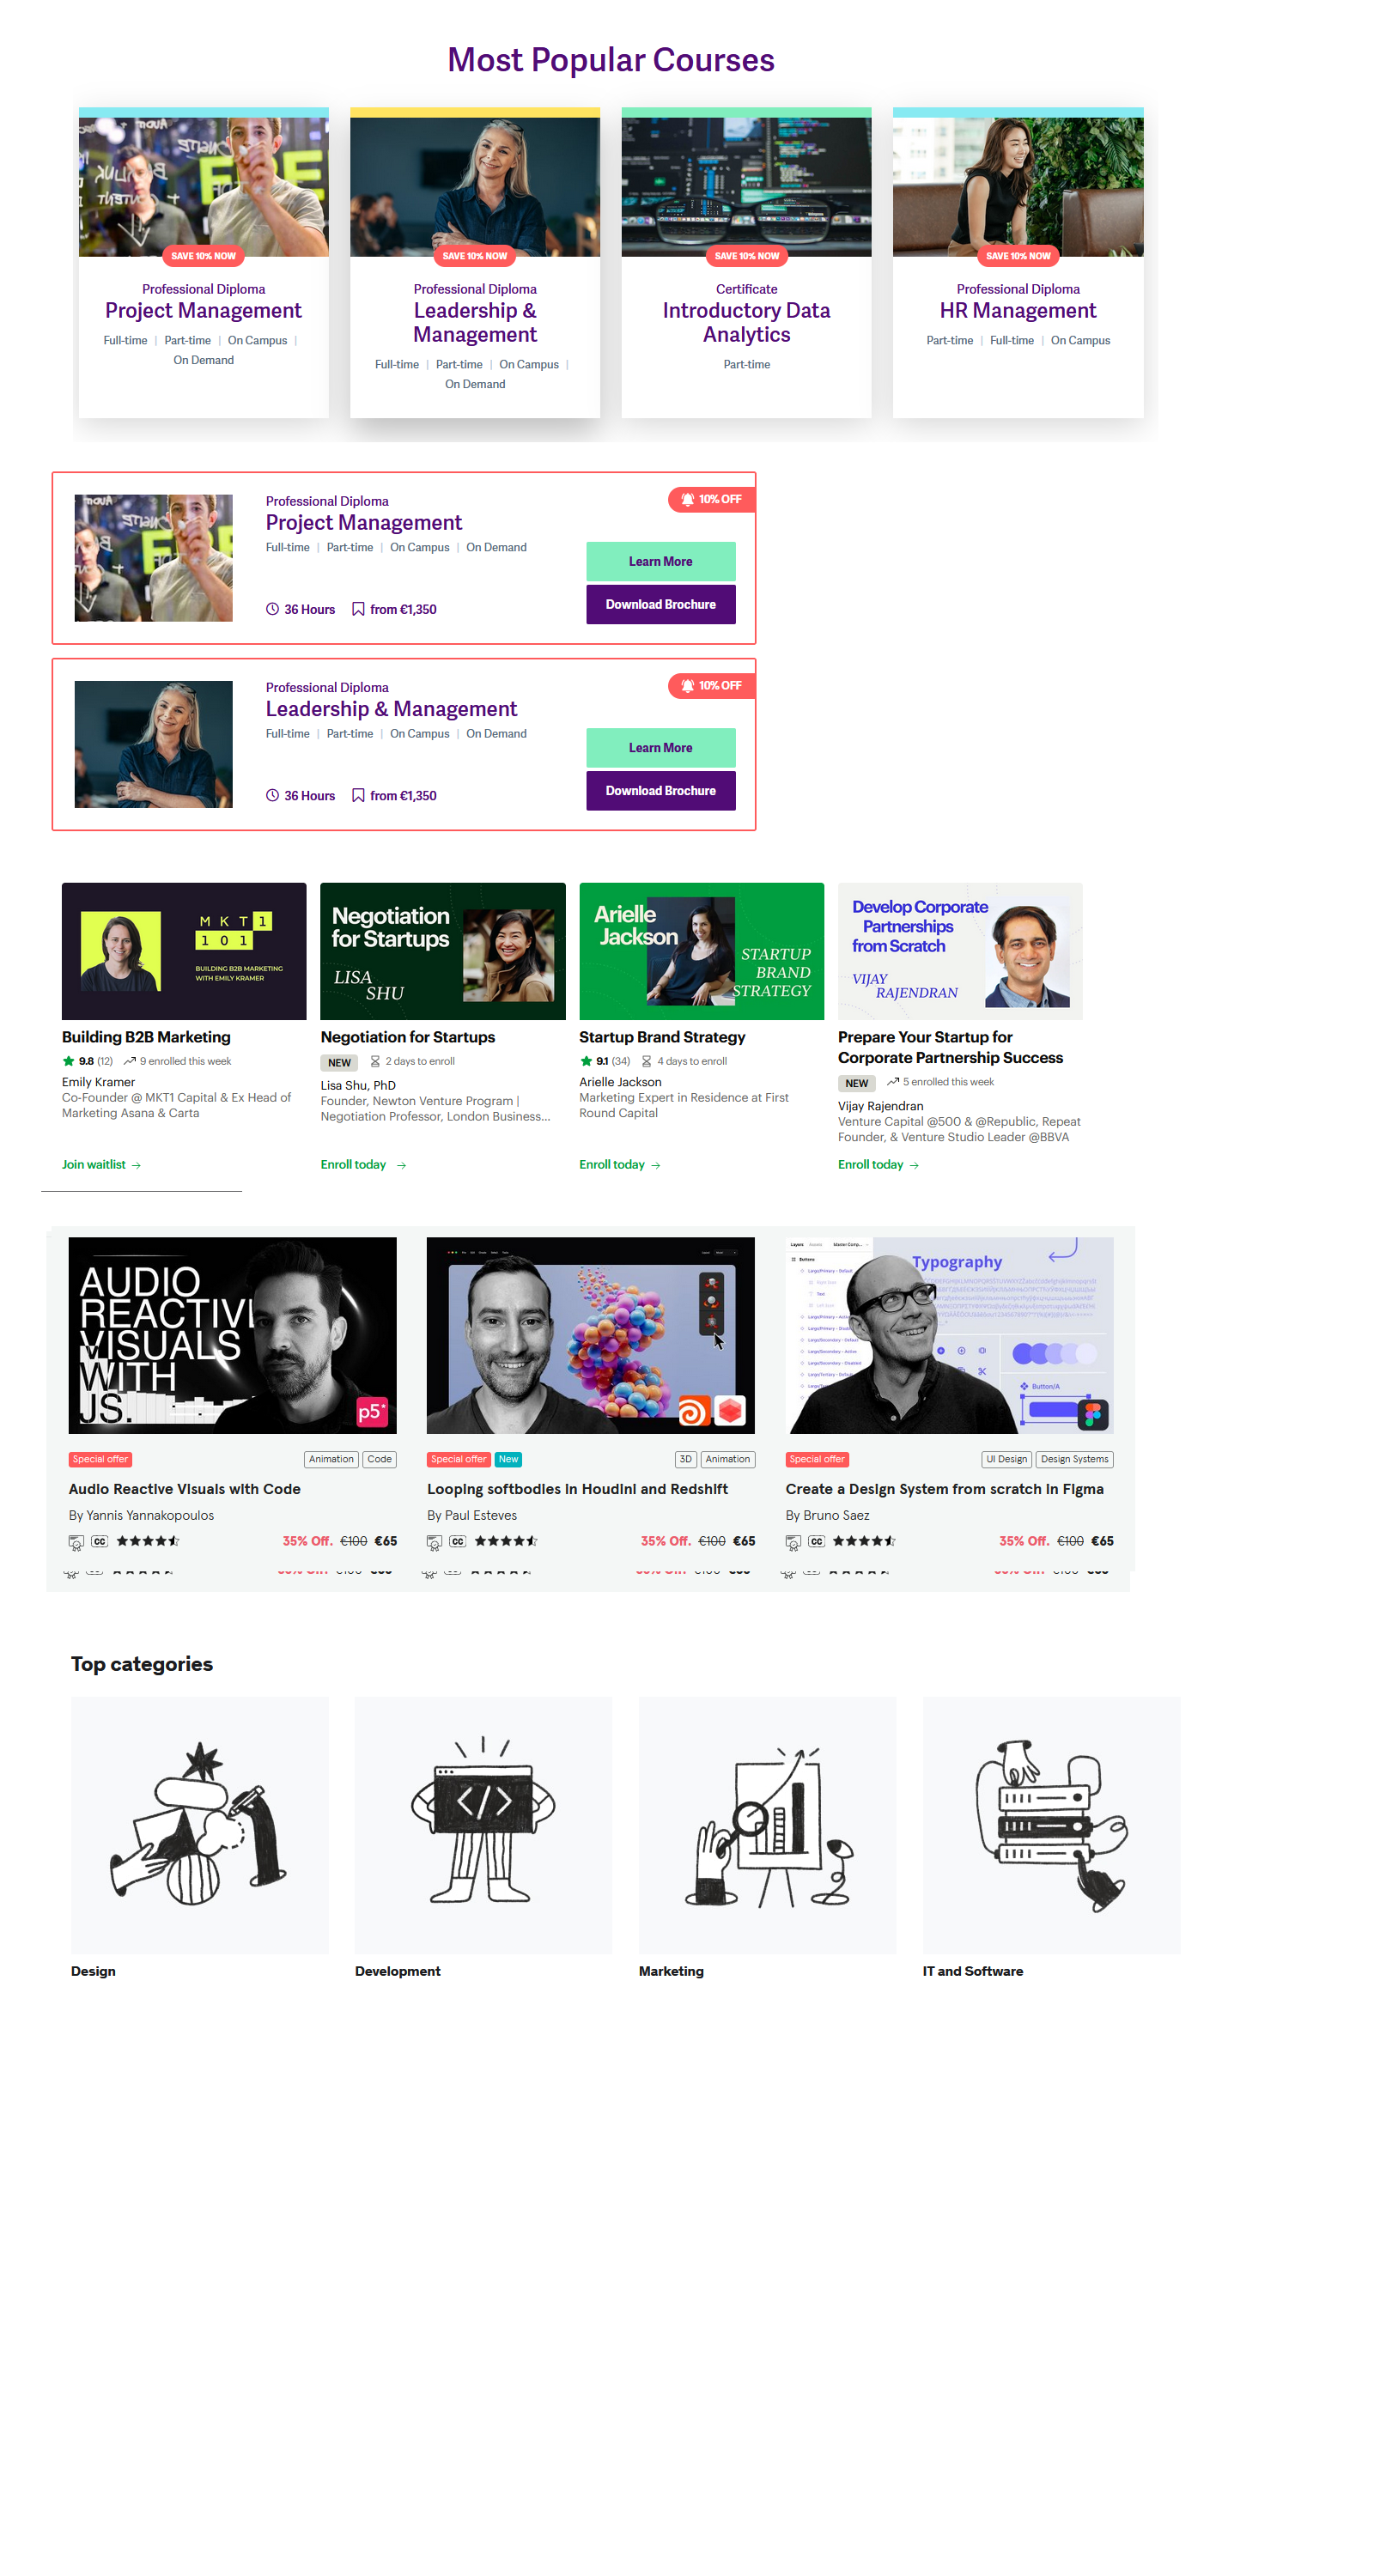 Most Popular Courses
SAVE 10% NOW
Professional Diploma
Project Management
Full-time | Part-time | On Campus |
On Demand
SAVE 10% NOW
Professional Diploma
Leadership &
Management
Full-time | Part-time | On Campus |
On Demand
SAVE 10% NOW
Certificate
Introductory Data
Analytics
Part-time
SAVE 10% NOW
Professional Diploma
HR Management
Part-time | Full-time | On Campus
10% OFF
Professional Diploma
Project Management
Full-time | Part-time | On Campus | On Demand
36 Hours from €1,350
Learn More
Download Brochure
10% OFF
Professional Diploma
Leadership & Management
Full-time | Part-time | On Campus | On Demand
36 Hours from €1,350
Learn More
Download Brochure
MKT1
101
BUILDING B2B MARKETING
WITH EMILY KRAMER
Building B2B Marketing
9.8 (12) 9 enrolled this week
Emily Kramer
Co-Founder @ MKT1 Capital & Ex Head of
Marketing Asana & Carta
Join waitlist →
Negotiation
for Startups
LISA
SHU
Negotiation for Startups
NEW 2 days to enroll
Lisa Shu, PhD
Founder, Newton Venture Program |
Negotiation Professor, London Business...
Enroll today →
Arielle
Jackson
STARTUP
BRAND
STRATEGY
Startup Brand Strategy
9.1 (34) 4 days to enroll
Arielle Jackson
Marketing Expert in Residence at First
Round Capital
Enroll today →
Develop Corporate
Partnerships
from Scratch
VIJAY
RAJENDRAN
Prepare Your Startup for
Corporate Partnership Success
NEW 5 enrolled this week
Vijay Rajendran
Venture Capital @500 & @Republic, Repeat
Founder, & Venture Studio Leader @BBVA
Enroll today →
AUDIO
REACTIVE
VISUALS
WITH
JS.
p5*
Special offer Animation Code
Audio Reactive Visuals with Code
By Yannis Yannakopoulos
CC 35% Off. €100 €65
Special offer New 3D Animation
Looping softbodies in Houdini and Redshift
By Paul Esteves
CC 35% Off. €100 €65
Layers Assets
Buttons
Typography
Button/A
Special offer UI Design Design Systems
Create a Design System from scratch in Figma
By Bruno Saez
CC 35% Off. €100 €65
Top categories
</>
Design
Development
Marketing
IT and Software